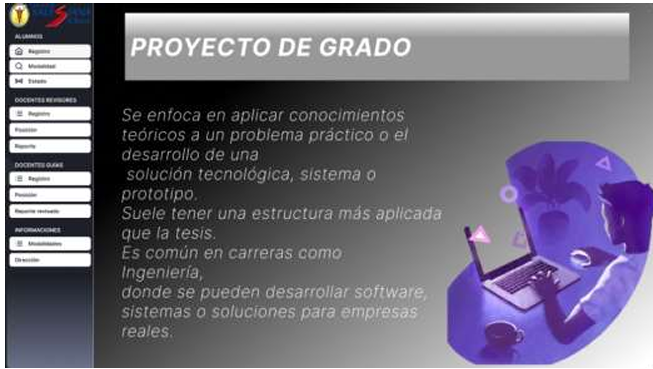 ALUMNOS
Registro
Modalidad
Estado
DOCENTES REVISORES
Registro
Posición
Reporte
DOCENTES GUIAS
Registro
Posición
Reporte revisado
INFORMACIONES
Modalidades
Dirección
PROYECTO DE GRADO
Se enfoca en aplicar conocimientos
teóricos a un problema práctico o el
desarrollo de una
solución tecnológica, sistema o
prototipo.
Suele tener una estructura más aplicada
que la tesis.
Es común en carreras como
Ingeniería,
donde se pueden desarrollar software,
sistemas o soluciones para empresas
reales.